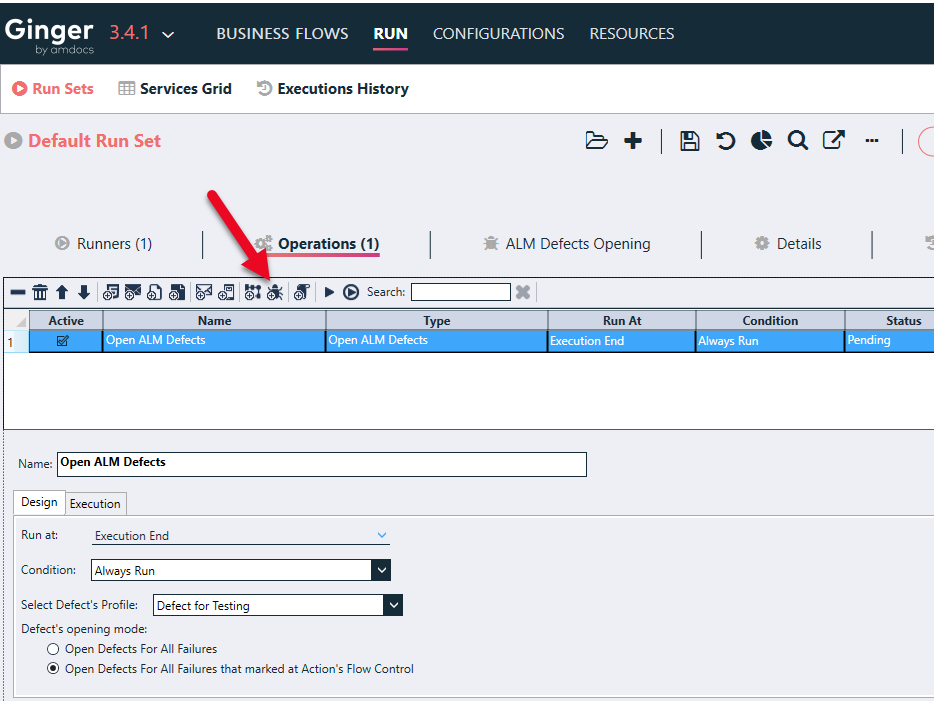 Ginger 3.4.1 BUSINESS FLOWS RUN CONFIGURATIONS RESOURCES
by amdocs
Run Sets Services Grid Executions History
Default Run Set
Runners (1) Operations (1) ALM Defects Opening Details
Search:
Active Name Type Run At Condition Status
1 Open ALM Defects Open ALM Defects Execution End Always Run Pending
Name: Open ALM Defects
Design Execution
Run at: Execution End
Condition: Always Run
Select Defect's Profile: Defect for Testing
Defect's opening mode:
Open Defects For All Failures
Open Defects For All Failures that marked at Action's Flow Control